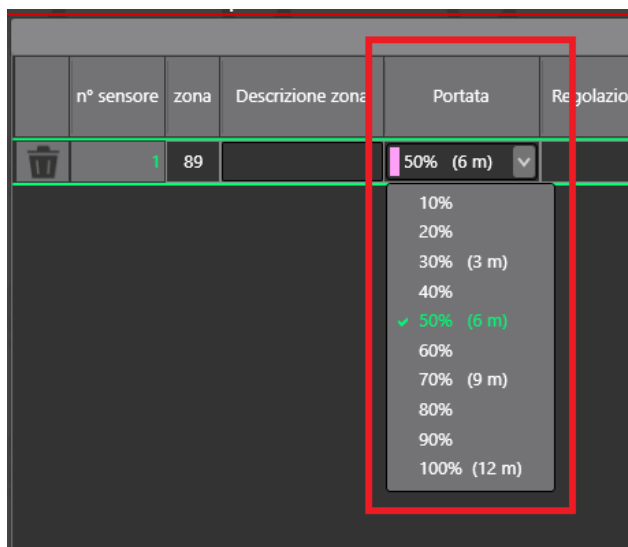 n° sensore zona Descrizione zona Portata
1 89 50% (6 m)
10%
20%
30% (3 m)
40%
50% (6 m)
60%
70% (9 m)
80%
90%
100% (12 m)